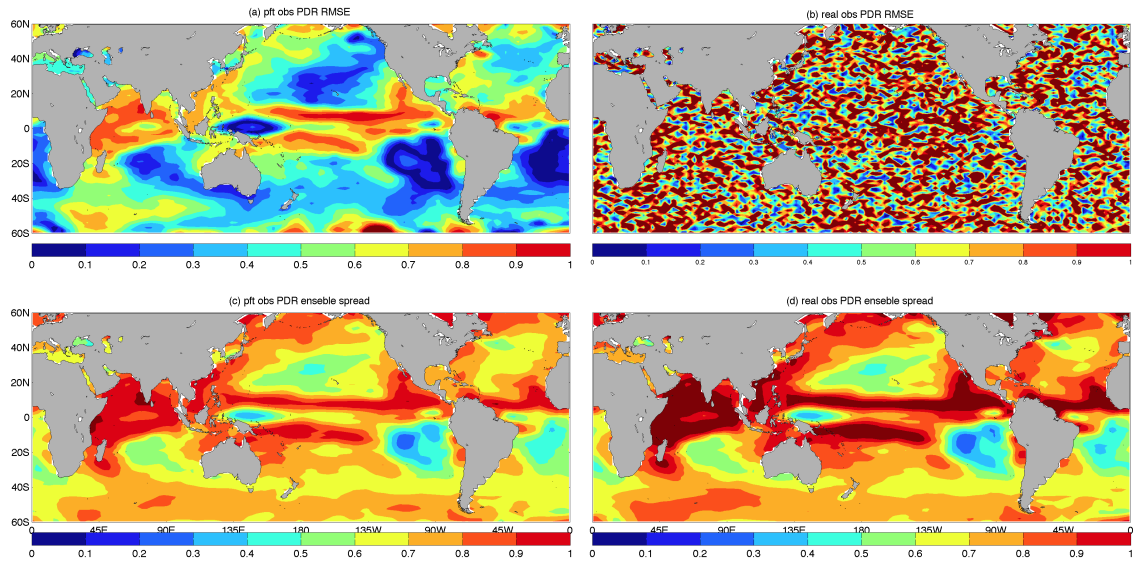 (a) pft obs PDR RMSE
(b) real obs PDR RMSE
60N
40N
20N
0
20S
40S
60S
0 0.1 0.2 0.3 0.4 0.5 0.6 0.7 0.8 0.9 1
0 0.1 0.2 0.3 0.4 0.5 0.6 0.7 0.8 0.9 1
(c) pft obs PDR enseble spread
(d) real obs PDR enseble spread
60N
40N
20N
0
20S
40S
60S
0 45E 90E 135E 180 135W 90W 45W 0
0 45E 90E 135E 180 135W 90W 45W 0
0 0.1 0.2 0.3 0.4 0.5 0.6 0.7 0.8 0.9 1
0 0.1 0.2 0.3 0.4 0.5 0.6 0.7 0.8 0.9 1